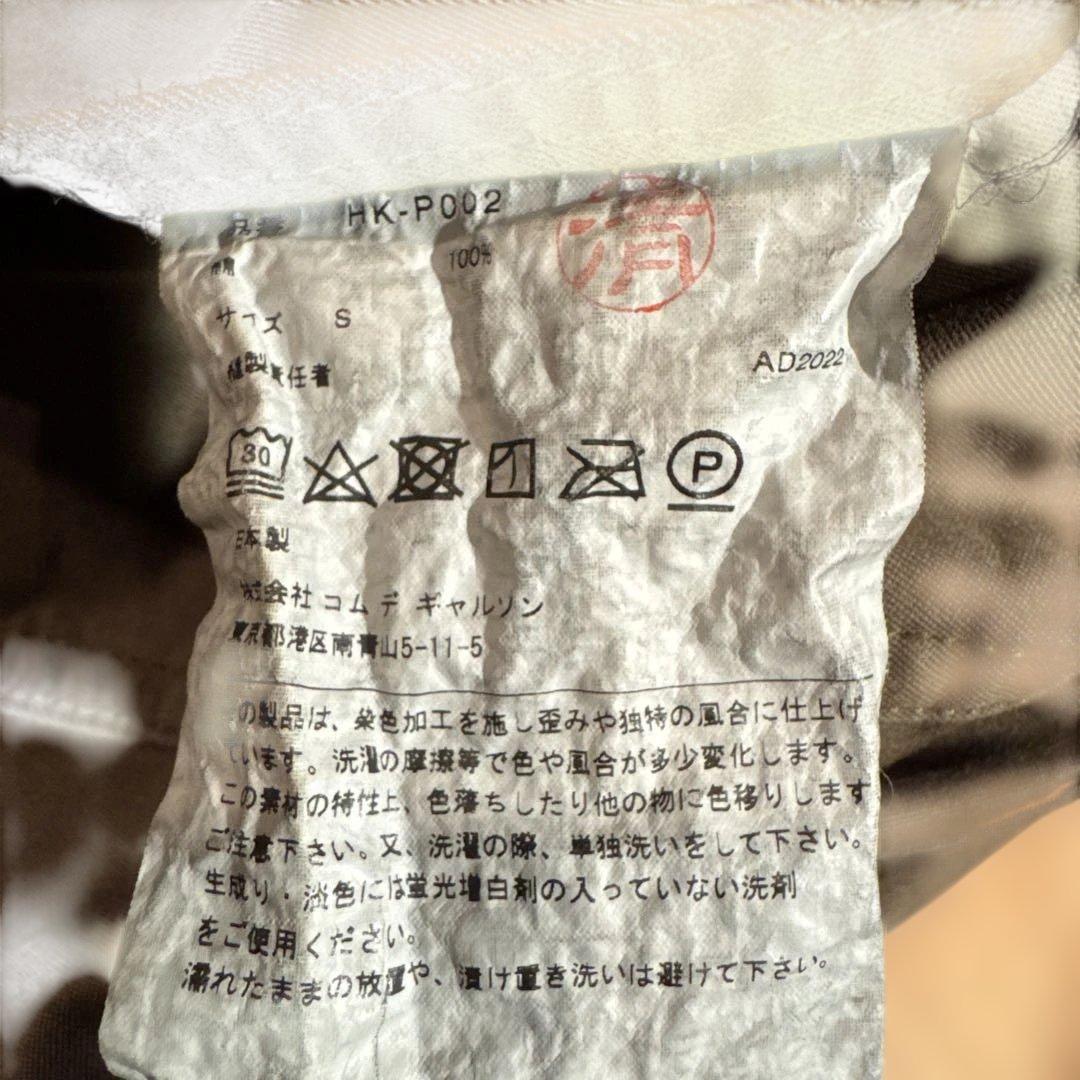 品番 HK-P002
済
100%
サイズ S
AD2022
縫製責任者
30
P
日本製
株式会社 コム デ ギャルソン
東京都港区南青山5-11-5
の製品は、染色加工を施し歪みや独特の風合に仕上げ
ています。洗濯の摩擦等で色や風合が多少変化します。
この素材の特性上、色落ちしたり他の物に色移りします
ご注意下さい。又、洗濯の際、単独洗いをして下さい。
生成り・淡色には蛍光増白剤の入っていない洗剤
をご使用ください。
濡れたままの放置や、漬け置き洗いは避けて下さい。